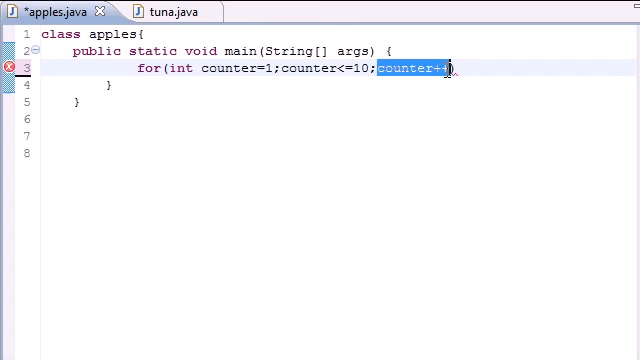 *apples.java tuna.java
1 class apples{
2 public static void main(String[] args) {
3 for(int counter=1;counter<=10;counter++)
4 }
5 }
6
7
8